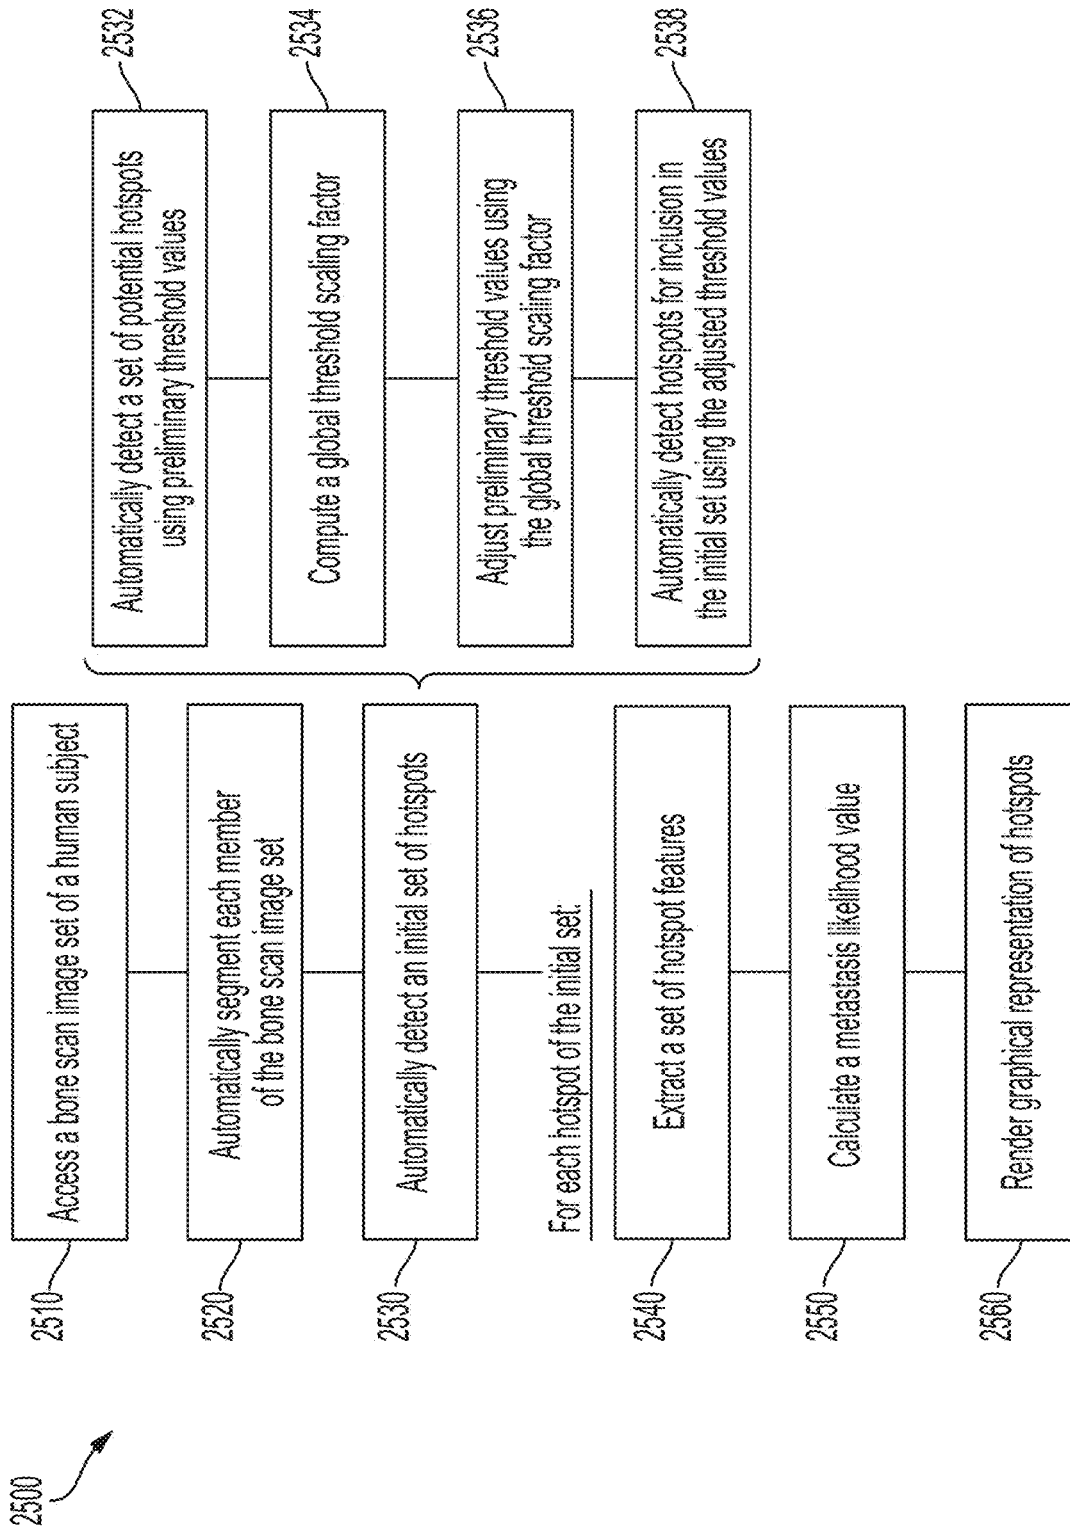 2500
2510
Access a bone scan image set of a human subject
2520
Automatically segment each member
of the bone scan image set
2530
Automatically detect an initial set of hotspots
For each hotspot of the initial set:
2540
Extract a set of hotspot features
2550
Calculate a metastasis likelihood value
2560
Render graphical representation of hotspots
Automatically detect a set of potential hotspots
using preliminary threshold values
2532
Compute a global threshold scaling factor
2534
Adjust preliminary threshold values using
the global threshold scaling factor
2536
Automatically detect hotspots for inclusion in
the initial set using the adjusted threshold values
2538